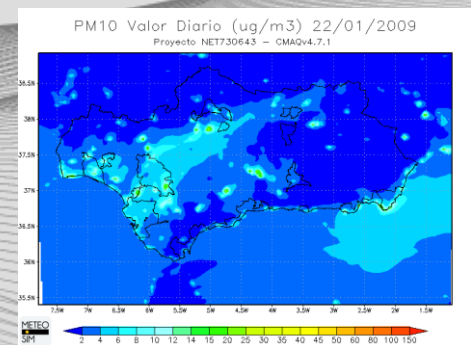 PM10 Valor Diario (ug/m3) 22/01/2009
Proyecto NET730643 – CMAQv4.7.1
38.5N
38N
37.5N
37N
36.5N
36N
35.5N
7.5W 7W 6.5W 6W 5.5W 5W 4.5W 4W 3.5W 3W 2.5W 2W 1.5W
METEO
SIM
2 4 6 8 10 12 14 15 20 25 30 35 40 45 50 60 80 100 150